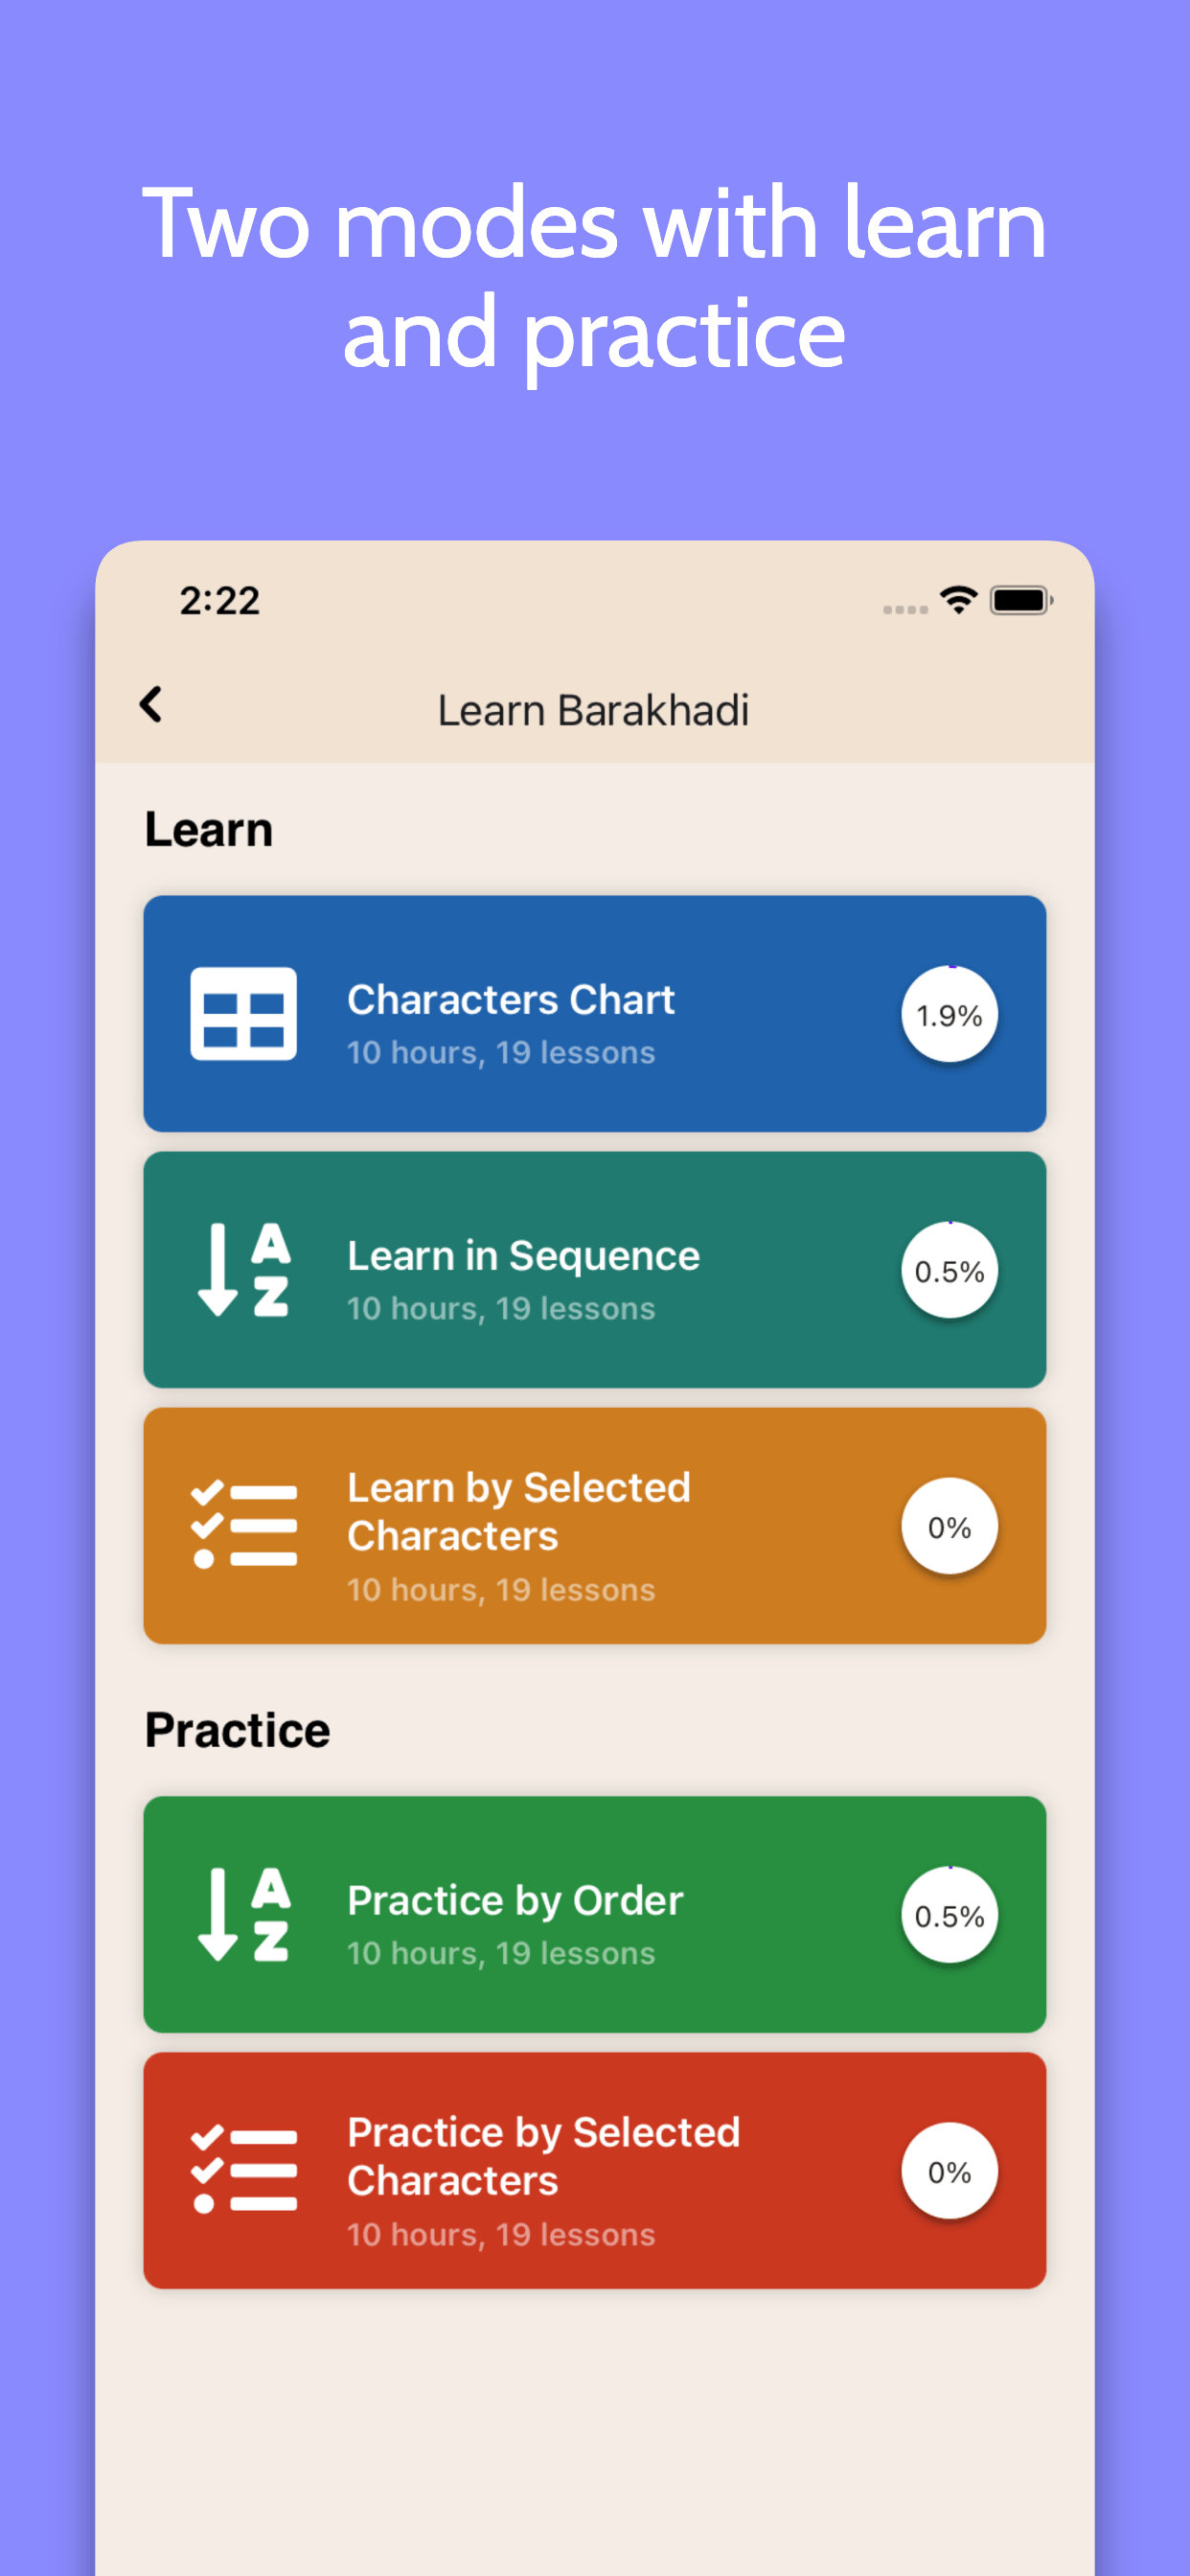 Two modes with learn
and practice
2:22
Learn Barakhadi
Learn
Characters Chart
10 hours, 19 lessons
1.9%
A
Z
Learn in Sequence
10 hours, 19 lessons
0.5%
Learn by Selected
Characters
10 hours, 19 lessons
0%
Practice
A
Z
Practice by Order
10 hours, 19 lessons
0.5%
Practice by Selected
Characters
10 hours, 19 lessons
0%